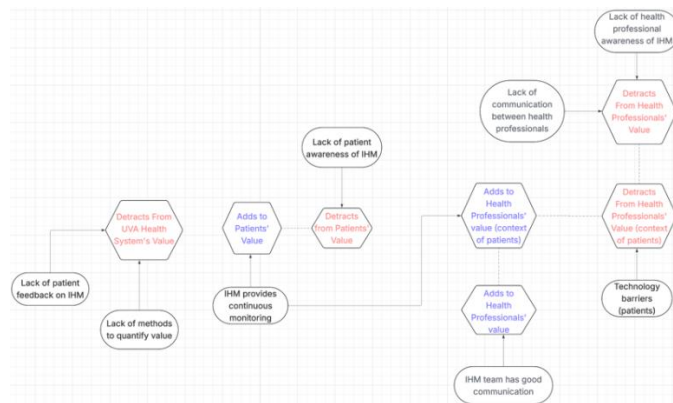 Lack of health
professional
awareness of IHM
Lack of
communication
between health
professionals
Detracts
From Health
Professionals'
Value
Lack of patient
awareness of IHM
Detracts From
UVA Health
System's Value
Adds to
Patients'
Value
Detracts
from Patients'
Value
Adds to
Health
Professionals'
value (context
of patients)
Detracts
From Health
Professionals'
Value (context
of patients)
Lack of patient
feedback on IHM
Lack of methods
to quantify value
IHM provides
continuous
monitoring
Adds to
Health
Professionals'
value
Technology
barriers
(patients)
IHM team has good
communication